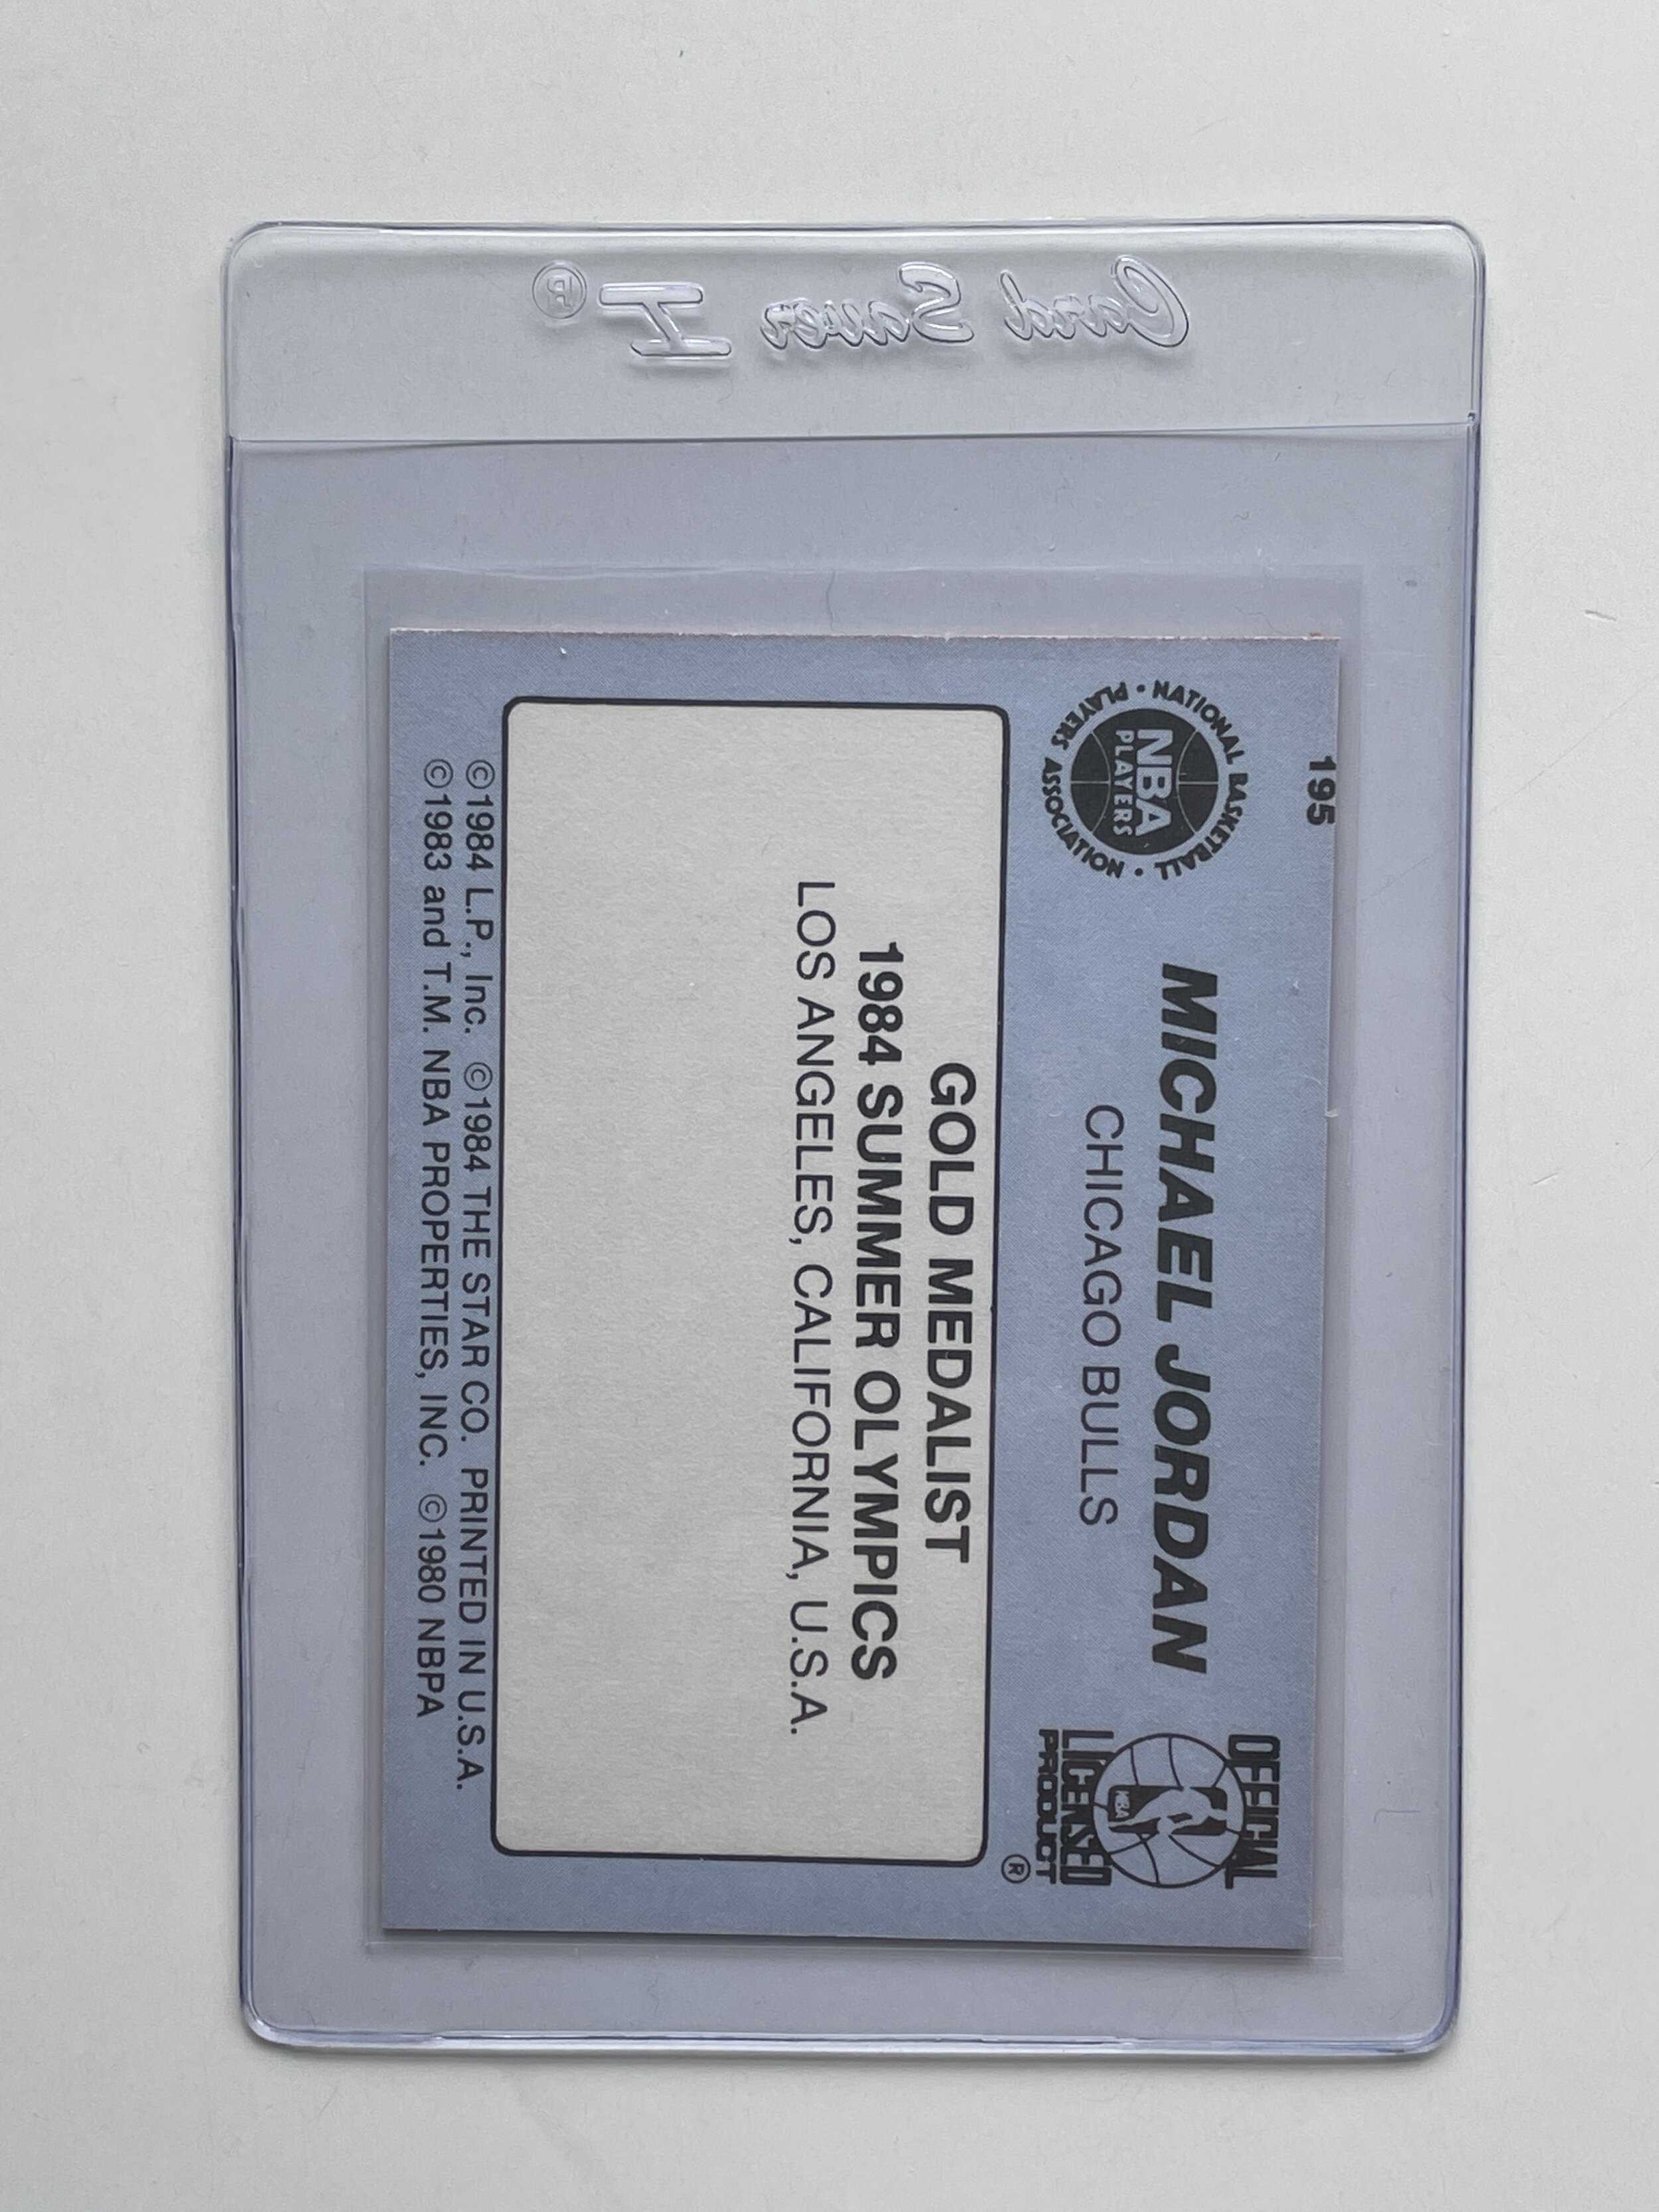 Card Saver I®
195
• NATIONAL BASKETBALL • PLAYERS ASSOCIATION
NBA
PLAYERS
MICHAEL JORDAN
CHICAGO BULLS
OFFICIAL
NBA
LICENSED
PRODUCT
®
GOLD MEDALIST
1984 SUMMER OLYMPICS
LOS ANGELES, CALIFORNIA, U.S.A.
©1984 L.P., Inc. ©1984 THE STAR CO. PRINTED IN U.S.A.
©1983 and T.M. NBA PROPERTIES, INC. ©1980 NBPA